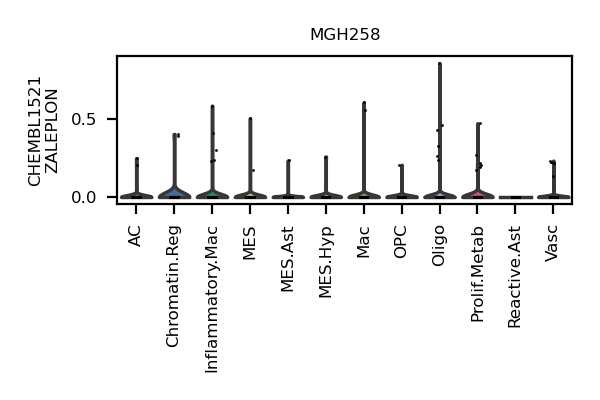 MGH258
CHEMBL1521
ZALEPLON
0.5
0.0
AC
Chromatin.Reg
Inflammatory.Mac
MES
MES.Ast
MES.Hyp
Mac
OPC
Oligo
Prolif.Metab
Reactive.Ast
Vasc